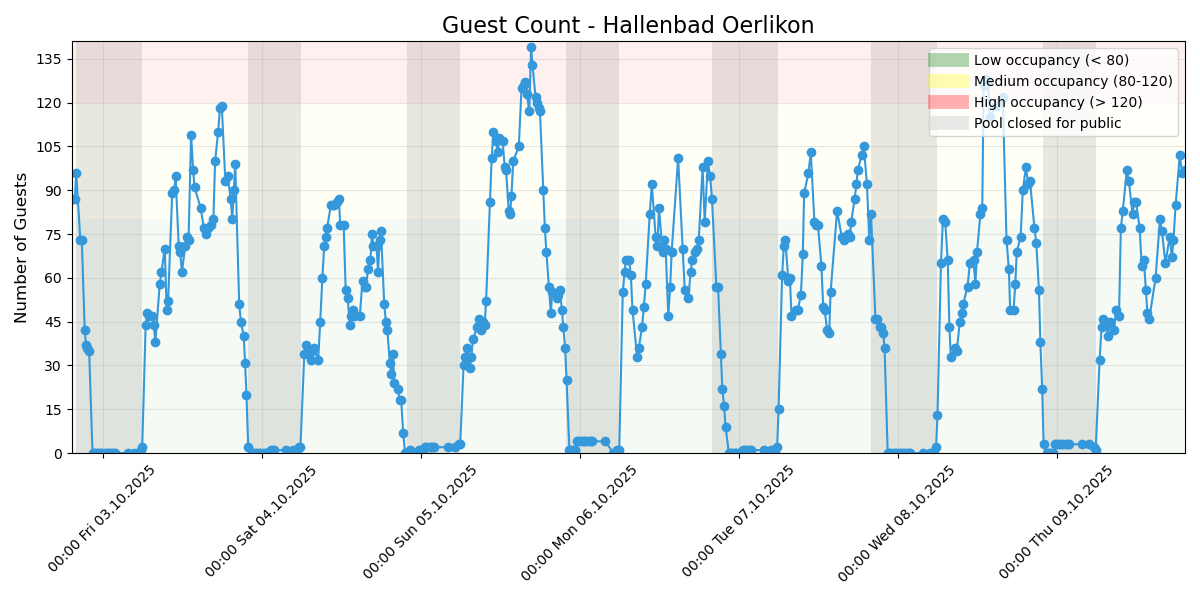 Guest Count - Hallenbad Oerlikon
Number of Guests
135
120
105
90
75
60
45
30
15
0
Low occupancy (< 80)
Medium occupancy (80-120)
High occupancy (> 120)
Pool closed for public
00:00 Fri 03.10.2025
00:00 Sat 04.10.2025
00:00 Sun 05.10.2025
00:00 Mon 06.10.2025
00:00 Tue 07.10.2025
00:00 Wed 08.10.2025
00:00 Thu 09.10.2025